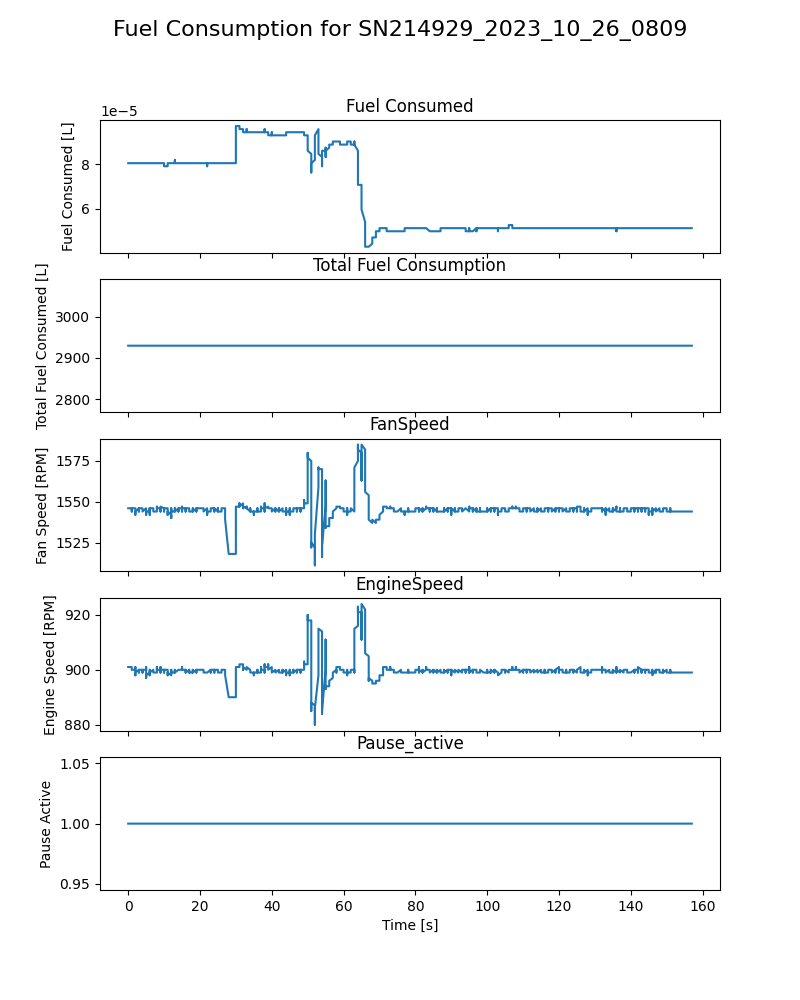 Fuel Consumption for SN214929_2023_10_26_0809
1e−5
Fuel Consumed
Fuel Consumed [L]
8
6
Total Fuel Consumption
Total Fuel Consumed [L]
3000
2900
2800
FanSpeed
Fan Speed [RPM]
1575
1550
1525
EngineSpeed
Engine Speed [RPM]
920
900
880
Pause_active
Pause Active
1.05
1.00
0.95
0 20 40 60 80 100 120 140 160
Time [s]